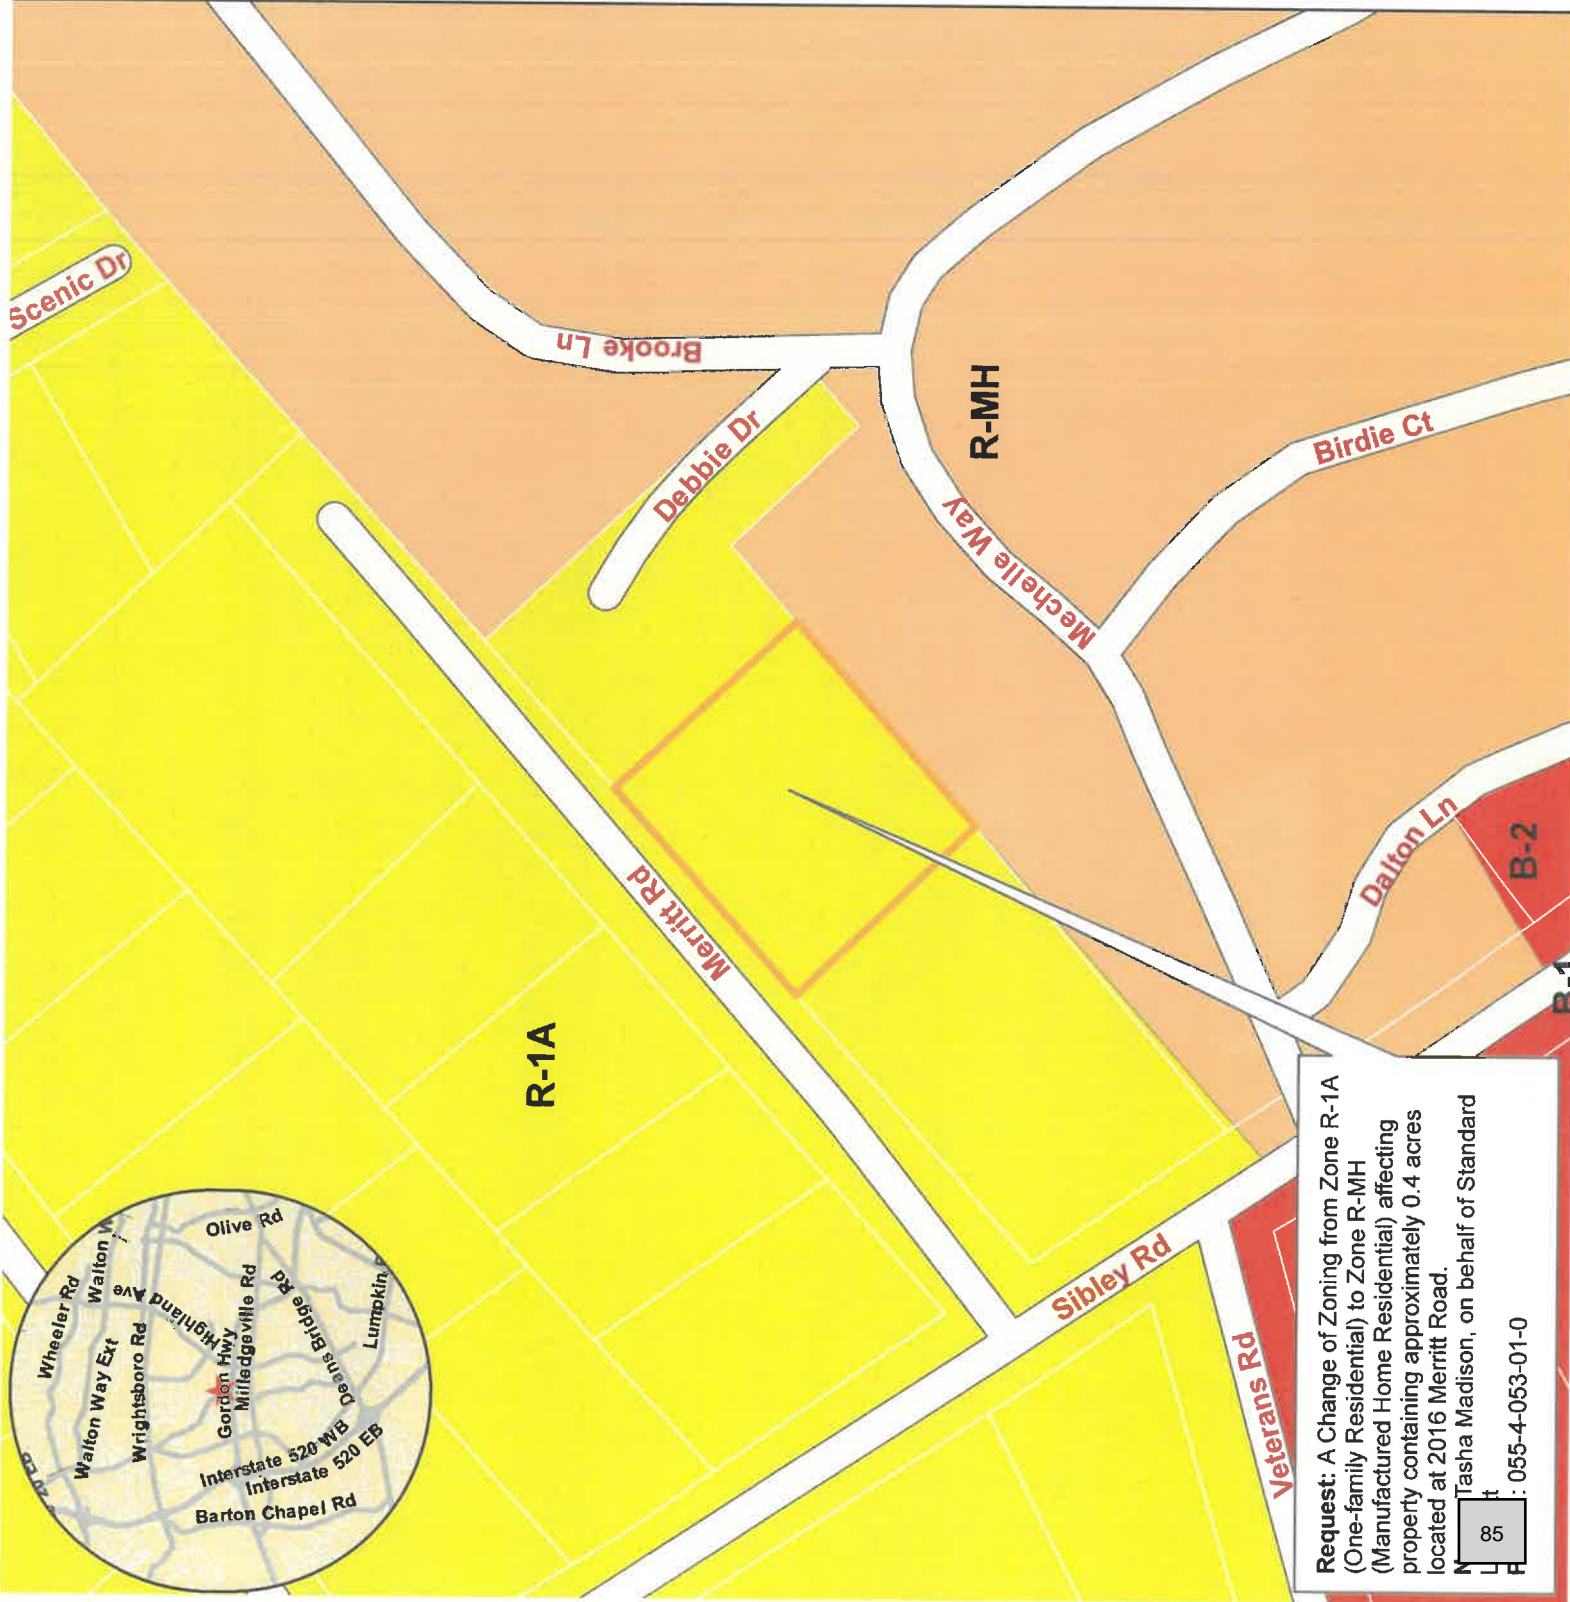 Scenic Dr
Brooke Ln
Debbie Dr
R-MH
Birdie Ct
Mechelle Way
Merritt Rd
Dalton Ln
B-2
B-1
R-1A
Sibley Rd
Veterans Rd
Wheeler Rd
Walton W
Olive Rd
Highland Ave
Walton Way Ext
Wrightsboro Rd
Gordon Hwy
Milledgeville Rd
Deans Bridge Rd
Lumpkin
Interstate 520 WB
Interstate 520 EB
Barton Chapel Rd
20 EB
Request: A Change of Zoning from Zone R-1A
(One-family Residential) to Zone R-MH
(Manufactured Home Residential) affecting
property containing approximately 0.4 acres
located at 2016 Merritt Road.
Tasha Madison, on behalf of Standard
: 055-4-053-01-0
85